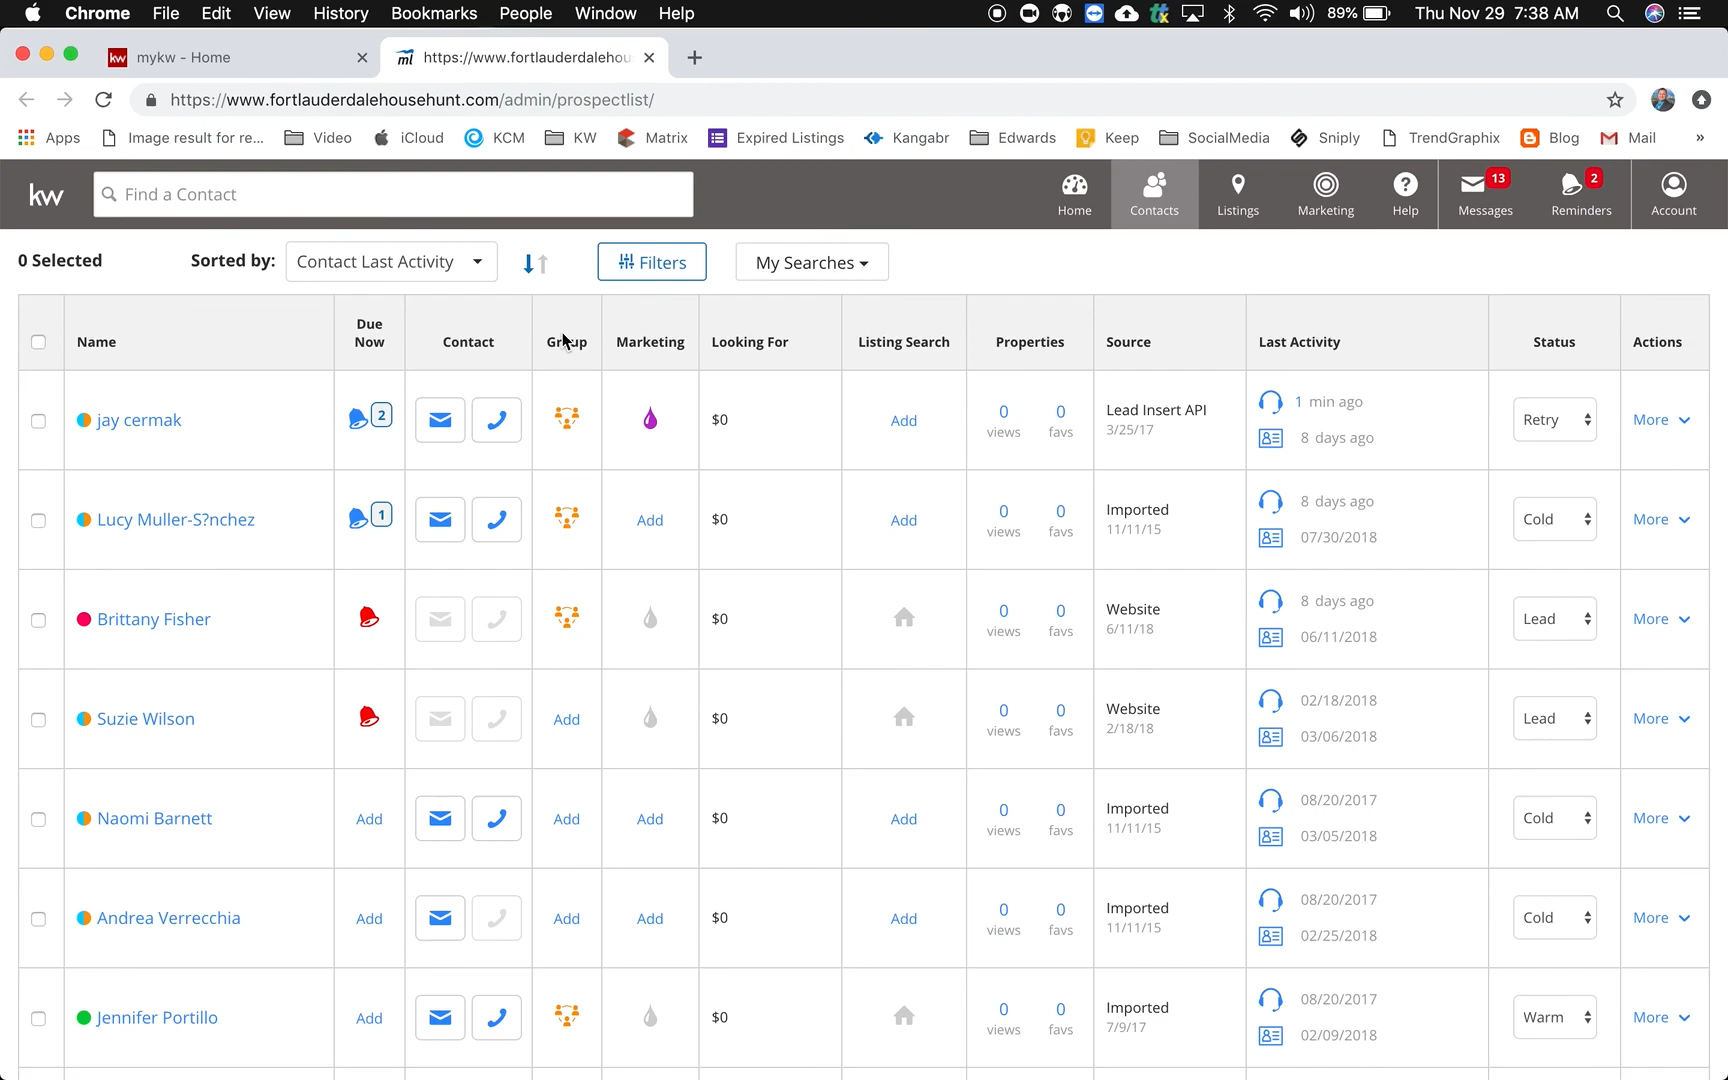 Chrome File Edit View History Bookmarks People Window Help 89% Thu Nov 29 7:38 AM
kw mykw - Home https://www.fortlauderdalehou
https://www.fortlauderdalehousehunt.com/admin/prospectlist/
Apps Image result for re... Video iCloud KCM KW Matrix Expired Listings Kangabr Edwards Keep SocialMedia Sniply TrendGraphix Blog Mail »
kw Find a Contact Home Contacts Listings Marketing Help Messages 13 Reminders 2 Account
0 Selected Sorted by: Contact Last Activity Filters My Searches
Name Due Now Contact Group Marketing Looking For Listing Search Properties Source Last Activity Status Actions
jay cermak 2 $0 Add 0 views 0 favs Lead Insert API 3/25/17 1 min ago 8 days ago Retry More
Lucy Muller-S?nchez 1 Add $0 Add 0 views 0 favs Imported 11/11/15 8 days ago 07/30/2018 Cold More
Brittany Fisher $0 0 views 0 favs Website 6/11/18 8 days ago 06/11/2018 Lead More
Suzie Wilson Add $0 0 views 0 favs Website 2/18/18 02/18/2018 03/06/2018 Lead More
Naomi Barnett Add Add Add $0 Add 0 views 0 favs Imported 11/11/15 08/20/2017 03/05/2018 Cold More
Andrea Verrecchia Add Add Add $0 Add 0 views 0 favs Imported 11/11/15 08/20/2017 02/25/2018 Cold More
Jennifer Portillo Add $0 0 views 0 favs Imported 7/9/17 08/20/2017 02/09/2018 Warm More